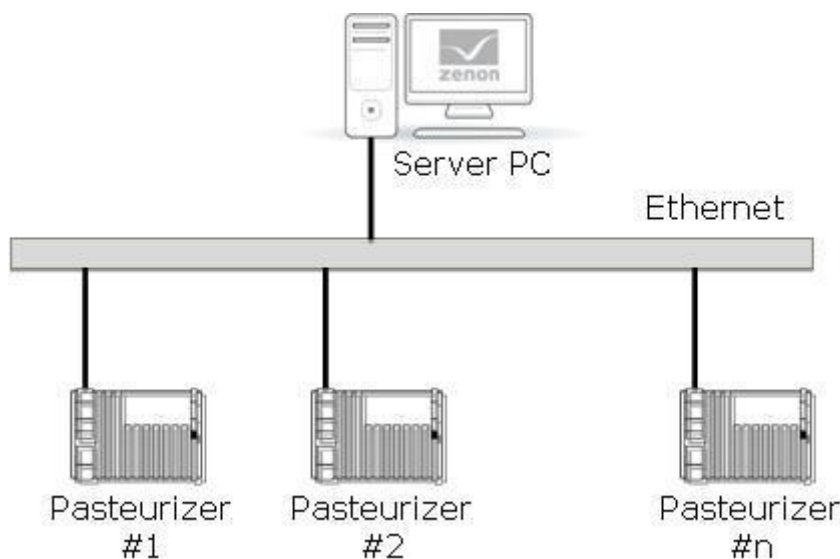 zenon
Server PC
Ethernet
Pasteurizer
#1
Pasteurizer
#2
Pasteurizer
#n